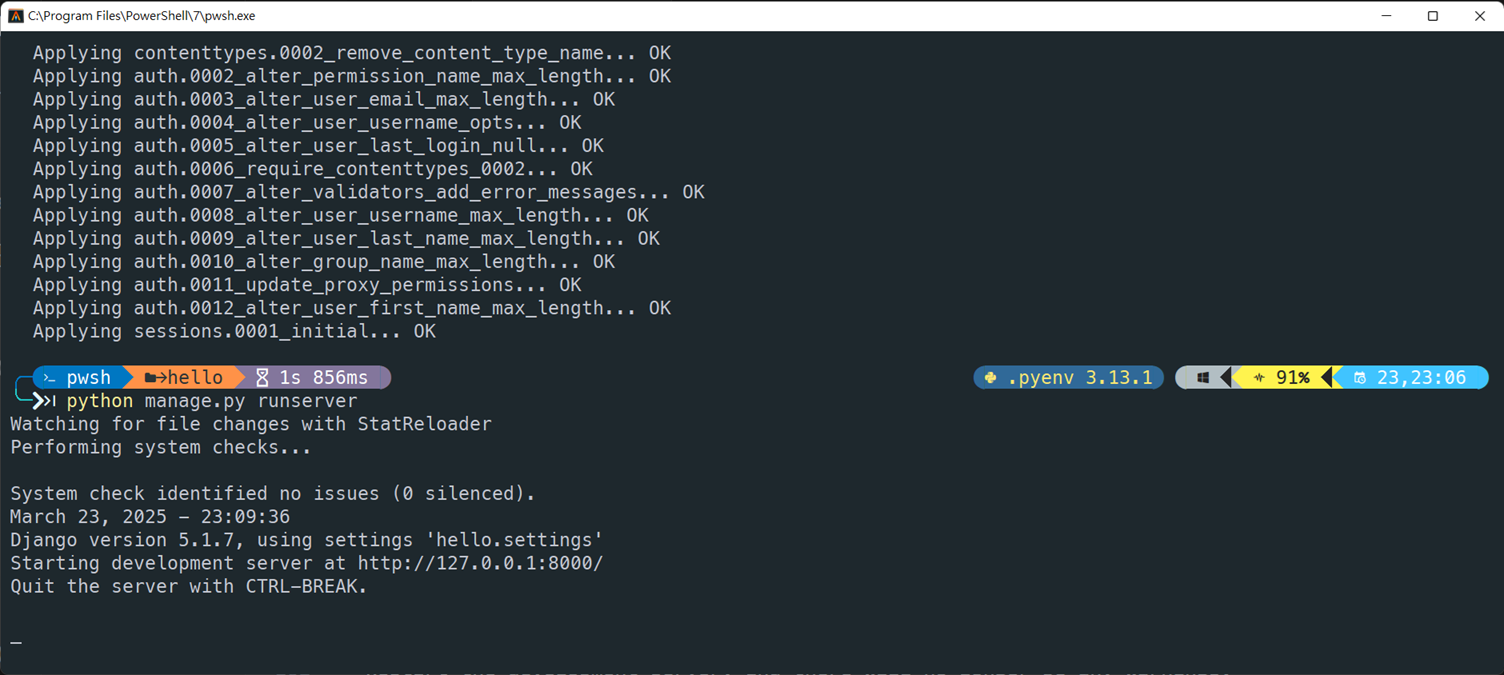 C:\Program Files\PowerShell\7\pwsh.exe
Applying contenttypes.0002_remove_content_type_name... OK
Applying auth.0002_alter_permission_name_max_length... OK
Applying auth.0003_alter_user_email_max_length... OK
Applying auth.0004_alter_user_username_opts... OK
Applying auth.0005_alter_user_last_login_null... OK
Applying auth.0006_require_contenttypes_0002... OK
Applying auth.0007_alter_validators_add_error_messages... OK
Applying auth.0008_alter_user_username_max_length... OK
Applying auth.0009_alter_user_last_name_max_length... OK
Applying auth.0010_alter_group_name_max_length... OK
Applying auth.0011_update_proxy_permissions... OK
Applying auth.0012_alter_user_first_name_max_length... OK
Applying sessions.0001_initial... OK
pwsh hello 1s 856ms .pyenv 3.13.1 91% 23,23:06
python manage.py runserver
Watching for file changes with StatReloader
Performing system checks...
System check identified no issues (0 silenced).
March 23, 2025 - 23:09:36
Django version 5.1.7, using settings 'hello.settings'
Starting development server at http://127.0.0.1:8000/
Quit the server with CTRL-BREAK.